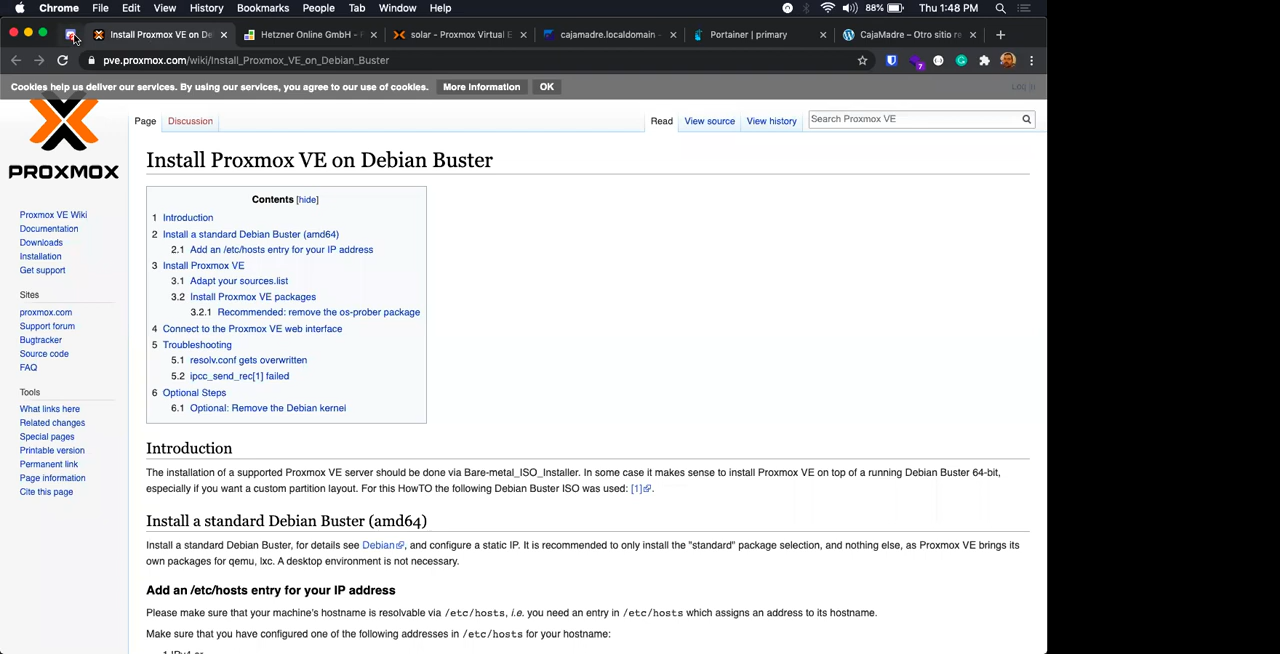 Chrome File Edit View History Bookmarks People Tab Window Help 88% Thu 1:48 PM
Install Proxmox VE on De Hetzner Online GmbH - solar - Proxmox Virtual E cajamadre.localdomain - Portainer | primary CajaMadre – Otro sitio re
pve.proxmox.com/wiki/Install_Proxmox_VE_on_Debian_Buster 7
Cookies help us deliver our services. By using our services, you agree to our use of cookies. More Information OK
PROXMOX
Page Discussion Read View source View history Search Proxmox VE
Install Proxmox VE on Debian Buster
Contents [hide]
1 Introduction
2 Install a standard Debian Buster (amd64)
2.1 Add an /etc/hosts entry for your IP address
3 Install Proxmox VE
3.1 Adapt your sources.list
3.2 Install Proxmox VE packages
3.2.1 Recommended: remove the os-prober package
4 Connect to the Proxmox VE web interface
5 Troubleshooting
5.1 resolv.conf gets overwritten
5.2 ipcc_send_rec[1] failed
6 Optional Steps
6.1 Optional: Remove the Debian kernel
Proxmox VE Wiki
Documentation
Downloads
Installation
Get support
Sites
proxmox.com
Support forum
Bugtracker
Source code
FAQ
Tools
What links here
Related changes
Special pages
Printable version
Permanent link
Page information
Cite this page
Introduction
The installation of a supported Proxmox VE server should be done via Bare-metal_ISO_Installer. In some case it makes sense to install Proxmox VE on top of a running Debian Buster 64-bit,
especially if you want a custom partition layout. For this HowTO the following Debian Buster ISO was used: [1].
Install a standard Debian Buster (amd64)
Install a standard Debian Buster, for details see Debian, and configure a static IP. It is recommended to only install the "standard" package selection, and nothing else, as Proxmox VE brings its
own packages for qemu, lxc. A desktop environment is not necessary.
Add an /etc/hosts entry for your IP address
Please make sure that your machine's hostname is resolvable via /etc/hosts, i.e. you need an entry in /etc/hosts which assigns an address to its hostname.
Make sure that you have configured one of the following addresses in /etc/hosts for your hostname: